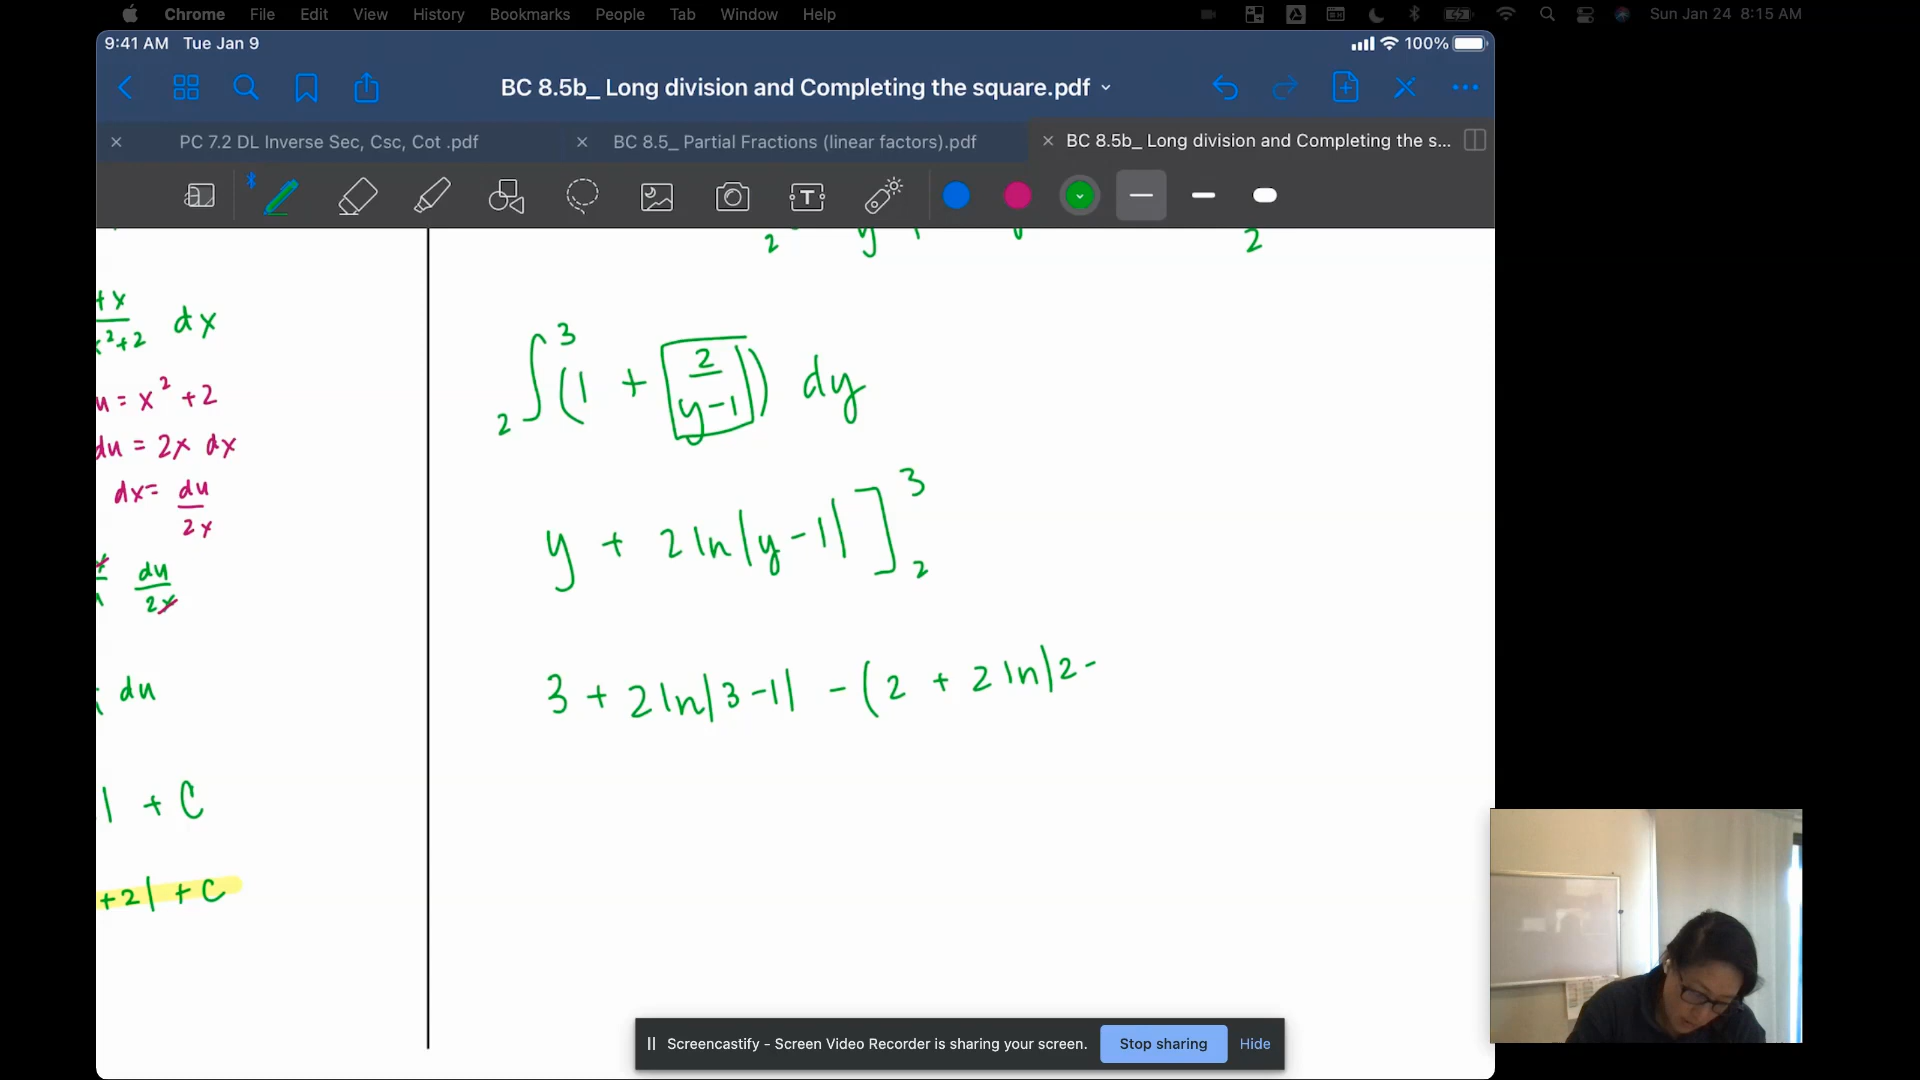 Chrome File Edit View History Bookmarks People Tab Window Help Sun Jan 24 8:15 AM
9:41 AM Tue Jan 9 100%
BC 8.5b_ Long division and Completing the square.pdf
PC 7.2 DL Inverse Sec, Csc, Cot .pdf
BC 8.5_ Partial Fractions (linear factors).pdf
BC 8.5b_ Long division and Completing the s...
T
2 y 2
+x / x²+2 dx
u = x² + 2
du = 2x dx
dx = du / 2x
du / 2x
du
| + C
+2| + C
∫₂³ (1 + 2 / y-1) dy
y + 2 ln|y-1| ]₂³
3 + 2 ln|3-1| - (2 + 2 ln|2-
Screencastify - Screen Video Recorder is sharing your screen.
Stop sharing
Hide